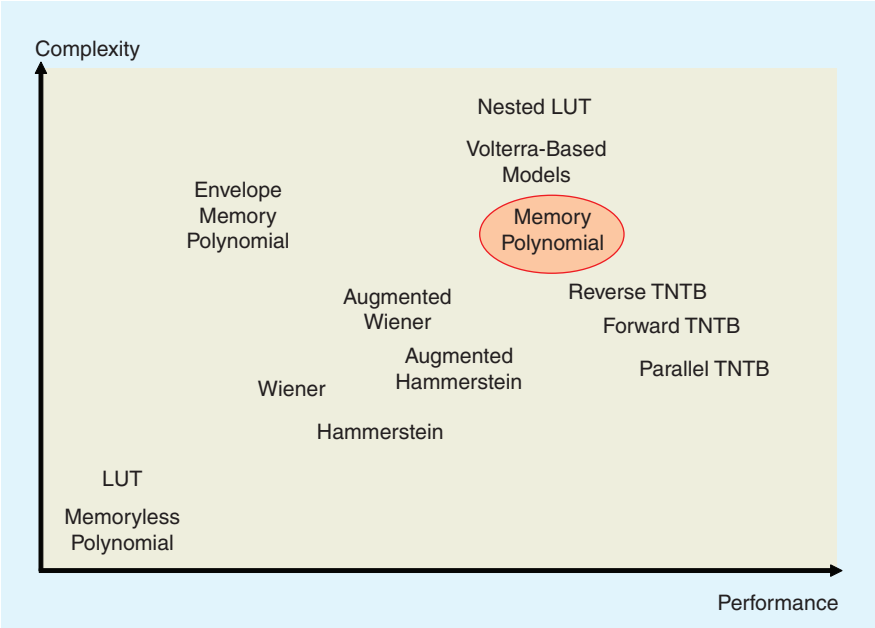 Complexity
Nested LUT
Volterra-Based
Models
Envelope
Memory
Polynomial
Memory
Polynomial
Reverse TNTB
Augmented
Wiener
Forward TNTB
Augmented
Hammerstein
Parallel TNTB
Wiener
Hammerstein
LUT
Memoryless
Polynomial
Performance